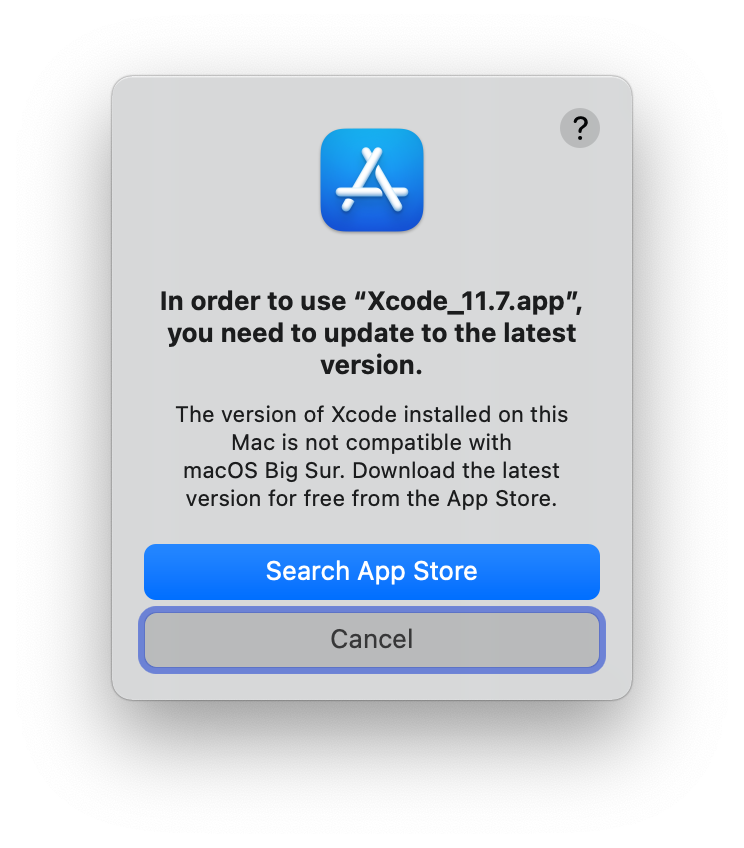 ?
In order to use “Xcode_11.7.app”,
you need to update to the latest
version.
The version of Xcode installed on this
Mac is not compatible with
macOS Big Sur. Download the latest
version for free from the App Store.
Search App Store
Cancel